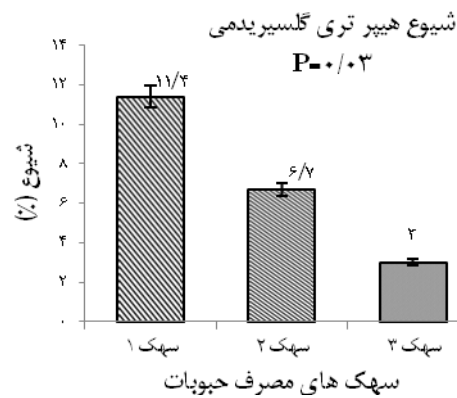 شیوع هیپر تری گلسیریدمی
P=۰/۰۳
شیوع (%)
۱۴
۱۲
۱۰
۸
۶
۴
۲
۰
۱۱/۴
۶/۷
۳
سهک ۱
سهک ۲
سهک ۳
سهک های مصرف حبوبات